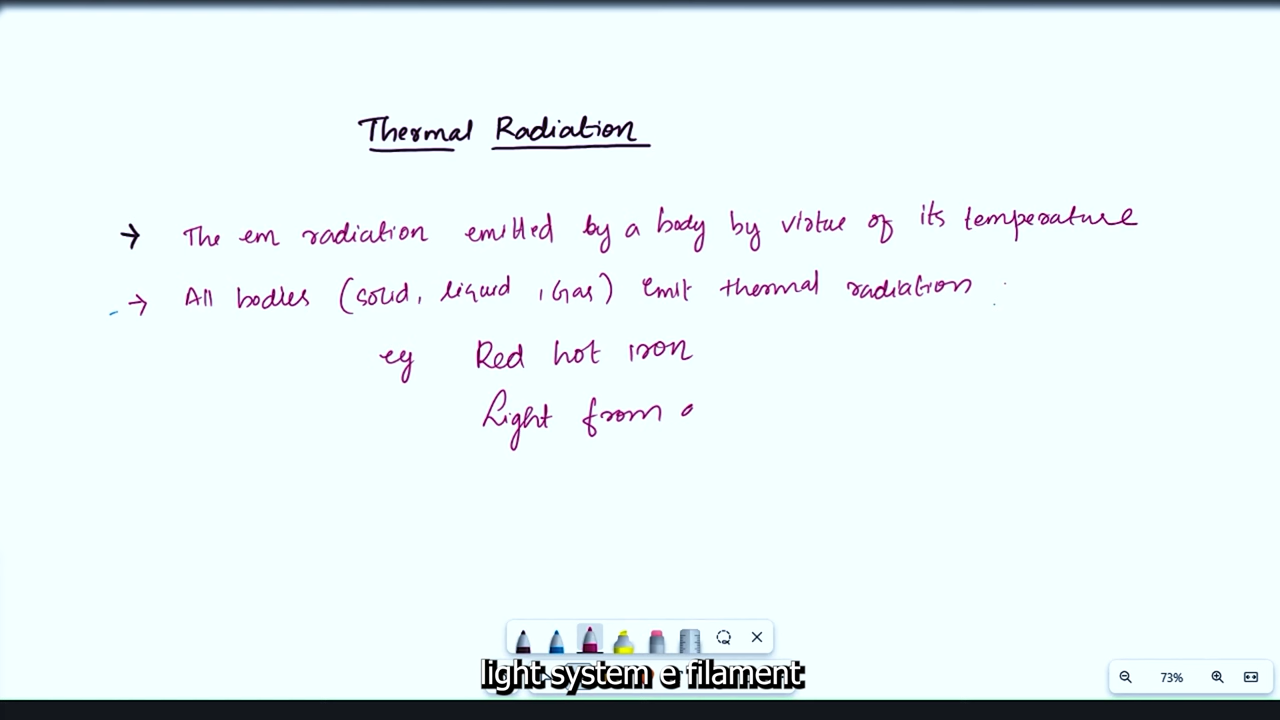 Thermal Radiation
→ The em radiation emitted by a body by virtue of its temperature
→ All bodies (solid, liquid, Gas) emit thermal radiation
eg Red hot iron
Light from a
light system e filament
73%